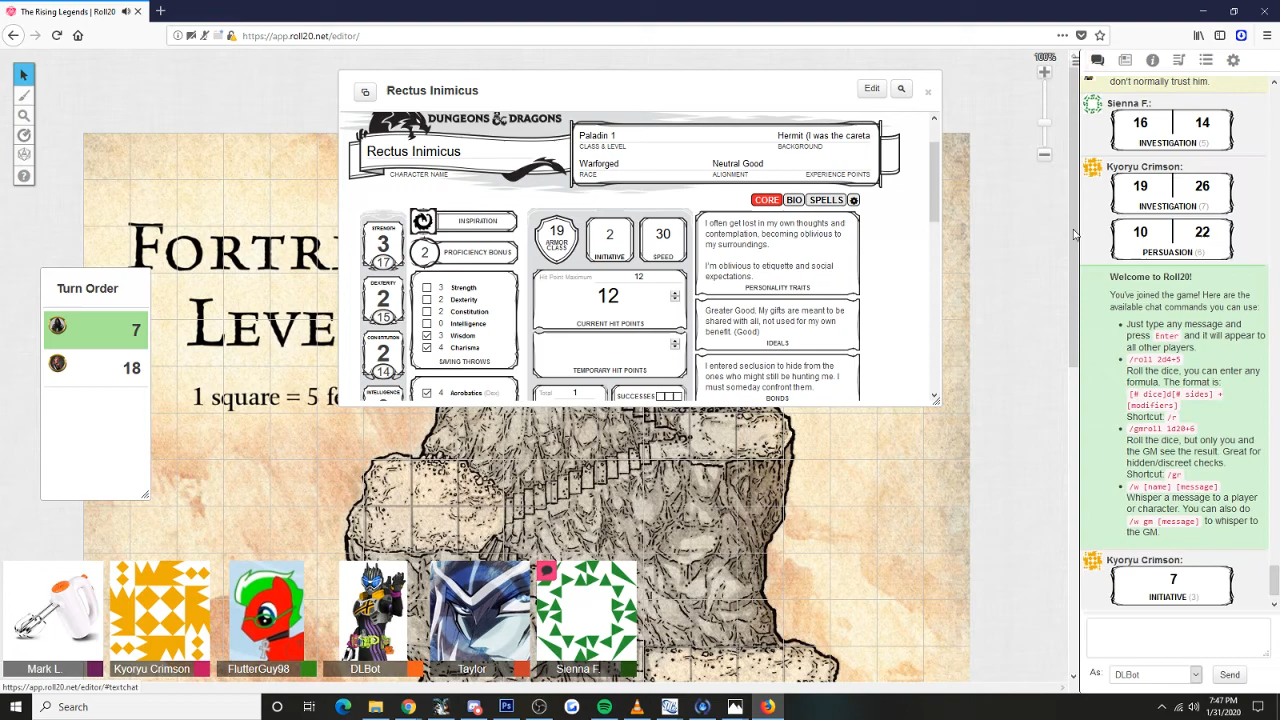 The Rising Legends | Roll20
https://app.roll20.net/editor/
100%
Rectus Inimicus
Edit
DUNGEONS & DRAGONS
Rectus Inimicus
CHARACTER NAME
Paladin 1
CLASS & LEVEL
Hermit (I was the careta
BACKGROUND
Warforged
RACE
Neutral Good
ALIGNMENT
EXPERIENCE POINTS
CORE
BIO
SPELLS
STRENGTH
3
17
DEXTERITY
2
15
CONSTITUTION
2
14
INTELLIGENCE
INSPIRATION
2
PROFICIENCY BONUS
3 Strength
2 Dexterity
2 Constitution
0 Intelligence
3 Wisdom
4 Charisma
SAVING THROWS
4 Acrobatics (Dex)
19
ARMOR
CLASS
2
INITIATIVE
30
SPEED
Hit Point Maximum 12
12
CURRENT HIT POINTS
TEMPORARY HIT POINTS
Total 1
SUCCESSES
I often get lost in my own thoughts and
contemplation, becoming oblivious to
my surroundings.
I'm oblivious to etiquette and social
expectations.
PERSONALITY TRAITS
Greater Good. My gifts are meant to be
shared with all, not used for my own
benefit. (Good)
IDEALS
I entered seclusion to hide from the
ones who might still be hunting me. I
must someday confront them.
BONDS
FORTR
LEVE
1 square = 5 f
Turn Order
7
18
don't normally trust him.
Sienna F.:
16 14
INVESTIGATION (5)
Kyoryu Crimson:
19 26
INVESTIGATION (7)
10 22
PERSUASION (6)
Welcome to Roll20!
You've joined the game! Here are the
available chat commands you can use:
Just type any message and
press Enter and it will appear to
all other players.
/roll 2d4+5
Roll the dice, you can enter any
formula. The format is:
[# dice]d[# sides] +
[modifiers]
Shortcut: /r
/gmroll 1d20+6
Roll the dice, but only you and
the GM see the result. Great for
hidden/discreet checks.
Shortcut: /gr
/w [name] [message]
Whisper a message to a player
or character. You can also do
/w gm [message] to whisper to
the GM.
Kyoryu Crimson:
7
INITIATIVE (3)
As: DLBot
Send
Mark L.
Kyoryu Crimson
FlutterGuy98
DLBot
Taylor
Sienna F.
https://app.roll20.net/editor/#textchat
Search
7:47 PM
1/31/2020